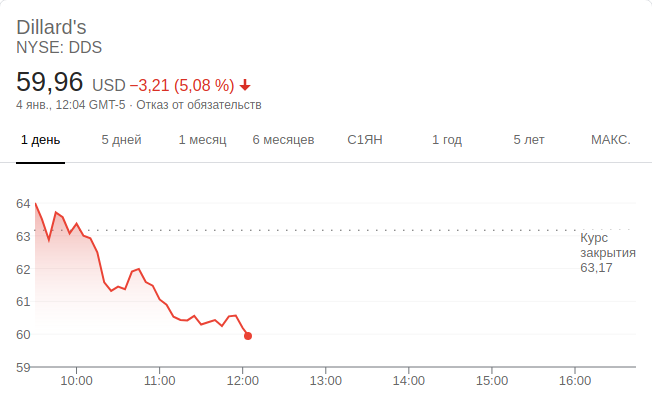 Dillard's
NYSE: DDS
59,96 USD −3,21 (5,08 %)
4 янв., 12:04 GMT-5 · Отказ от обязательств
1 день 5 дней 1 месяц 6 месяцев С1ЯН 1 год 5 лет МАКС.
64
63
62
61
60
59
Курс
закрытия
63,17
10:00 11:00 12:00 13:00 14:00 15:00 16:00